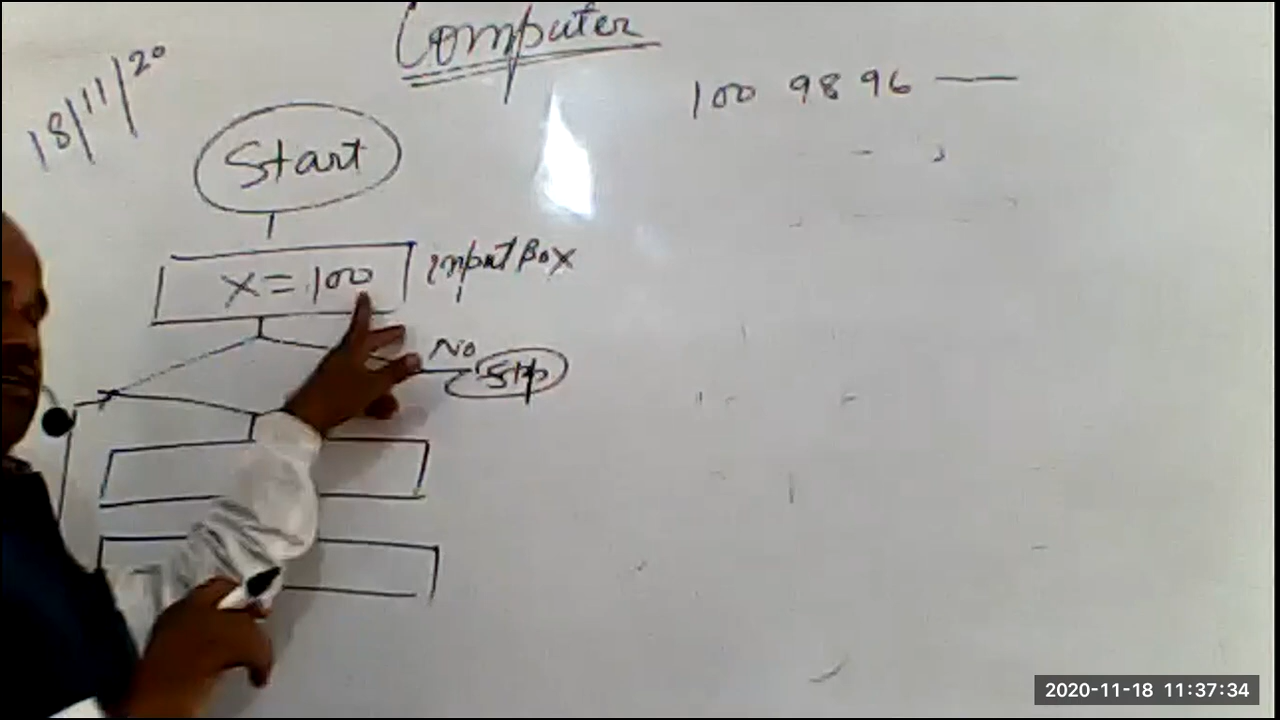 Computer
18/11/20
100 98 96
Start
X = 100
input Box
No
Stop
2020-11-18 11:37:34